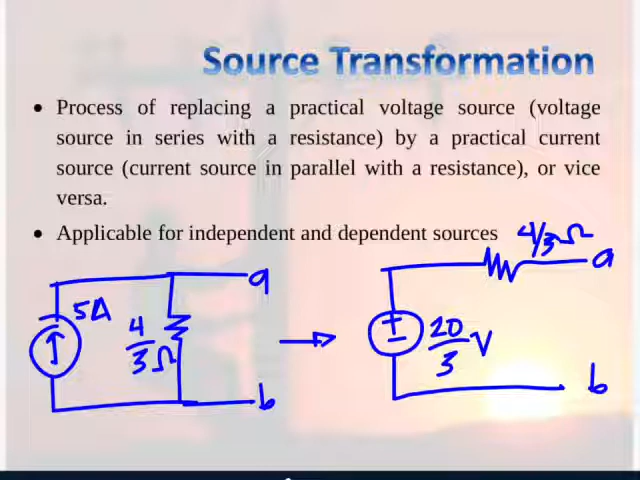 Source Transformation
• Process of replacing a practical voltage source (voltage
source in series with a resistance) by a practical current
source (current source in parallel with a resistance), or vice
versa.
• Applicable for independent and dependent sources
4/3 Ω
a
a
5A
4/3 Ω
+
−
20/3 V
b
b